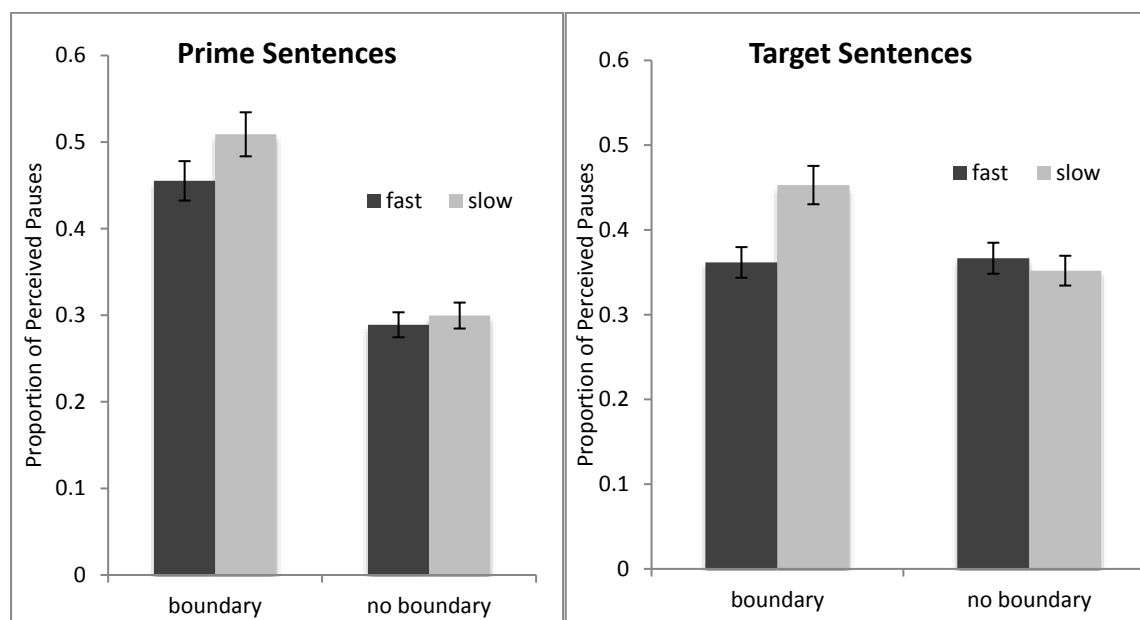 Prime Sentences
Proportion of Perceived Pauses
0.6
0.5
0.4
0.3
0.2
0.1
0
fast slow
boundary no boundary
Target Sentences
Proportion of Perceived Pauses
0.6
0.5
0.4
0.3
0.2
0.1
0
fast slow
boundary no boundary